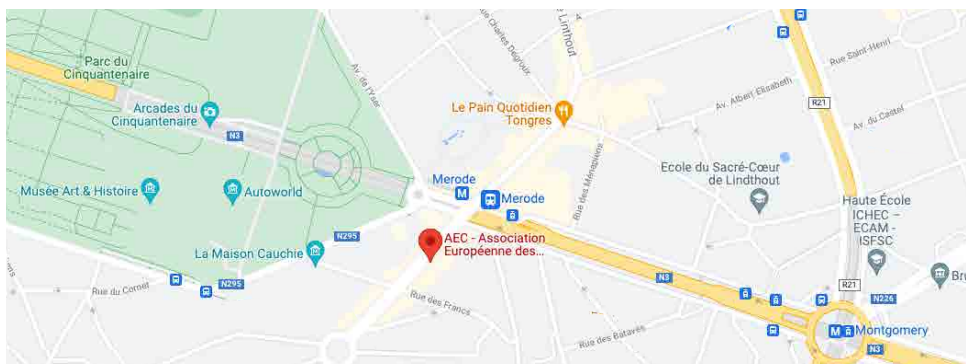 Parc du
Cinquantenaire
Arcades du
Cinquantenaire
N3
Musée Art & Histoire
Autoworld
La Maison Cauchie
N295
N295
Rue du Cornet
Av. de l'Yser
Rue Charles Degroux
Linthout
Le Pain Quotidien
Tongres
Merode
M
Merode
AEC - Association
Européenne des...
Rue des Francs
Rue des Ménapiens
Rue des Bataves
N3
Ecole du Sacré-Cœur
de Lindthout
Av. Albert Elisabeth
Rue Saint-Henri
R21
Av. du Castel
Haute École
ICHEC –
ECAM -
ISFSC
R21
N226
Bru
M
Montgomery
N3